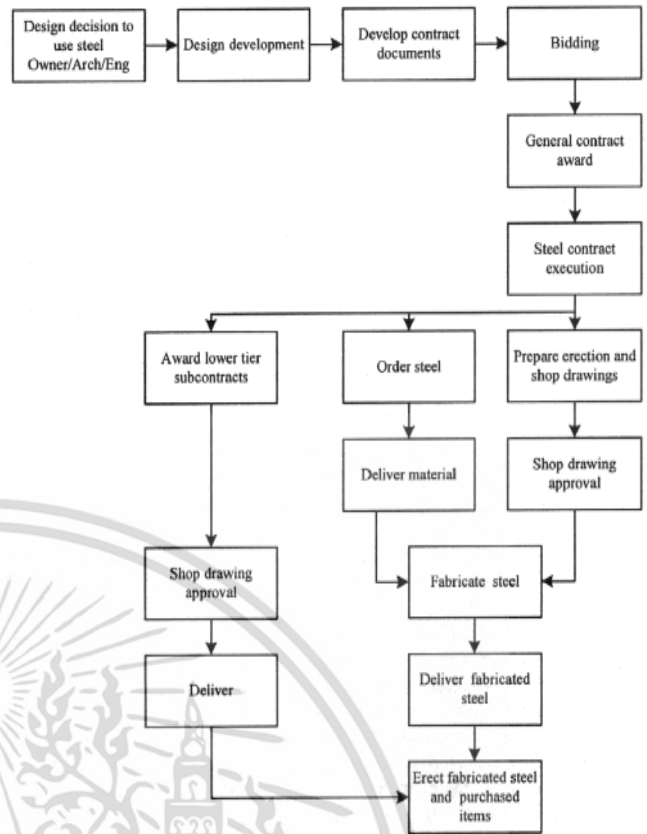 Design decision to
use steel
Owner/Arch/Eng
Design development
Develop contract
documents
Bidding
General contract
award
Steel contract
execution
Award lower tier
subcontracts
Order steel
Prepare erection and
shop drawings
Deliver material
Shop drawing
approval
Shop drawing
approval
Fabricate steel
Deliver
Deliver fabricated
steel
Erect fabricated steel
and purchased
items